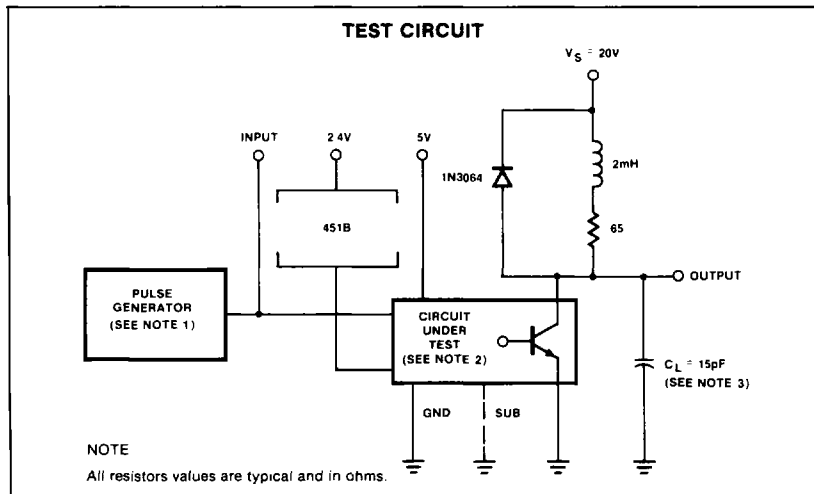 TEST CIRCUIT
VS = 20V
INPUT
2 4V
5V
1N3064
2mH
451B
65
OUTPUT
PULSE
GENERATOR
(SEE NOTE 1)
CIRCUIT
UNDER
TEST
(SEE NOTE 2)
CL = 15pF
(SEE NOTE 3)
GND
SUB
NOTE
All resistors values are typical and in ohms.